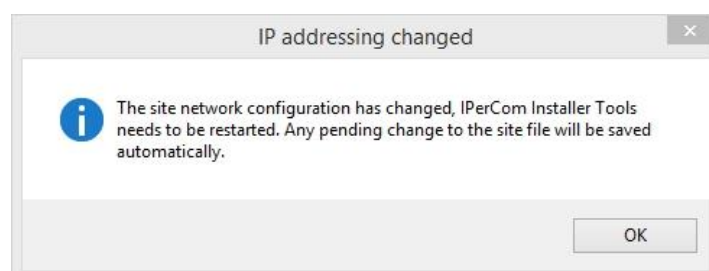 IP addressing changed
The site network configuration has changed, IPerCom Installer Tools
needs to be restarted. Any pending change to the site file will be saved
automatically.
OK